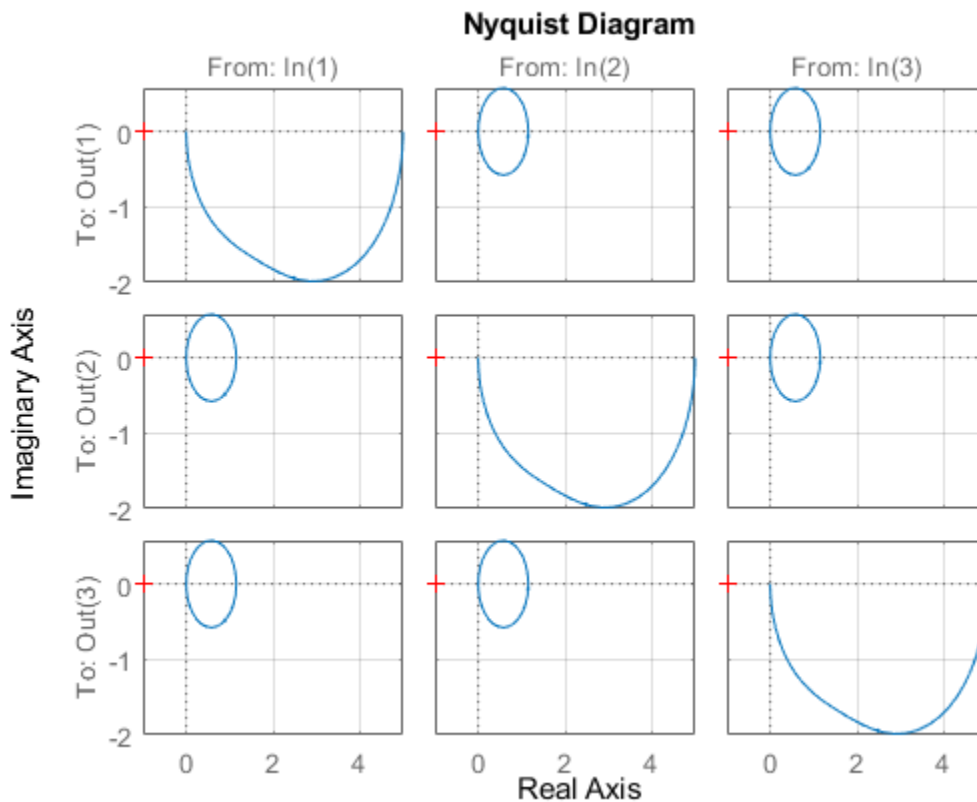 Nyquist Diagram
From: In(1) From: In(2) From: In(3)
To: Out(1)
0
-1
-2
To: Out(2)
0
-1
-2
To: Out(3)
0
-1
-2
Imaginary Axis
0 2 4 0 2 4 0 2 4
Real Axis